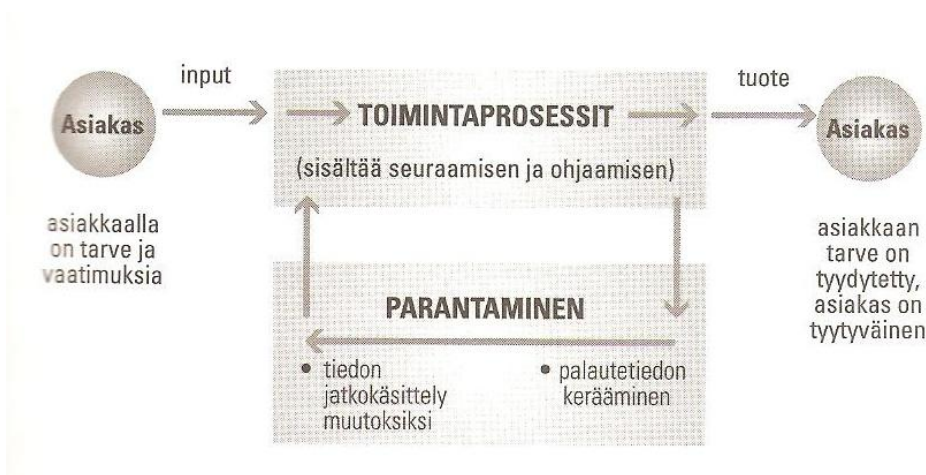 input
tuote
Asiakas
TOIMINTAPROSESSIT
Asiakas
(sisältää seuraamisen ja ohjaamisen)
asiakkaalla
on tarve ja
vaatimuksia
asiakkaan
tarve on
tyydytetty,
asiakas on
tyytyväinen
PARANTAMINEN
• tiedon
jatkokäsittely
muutoksiksi
• palautetiedon
kerääminen